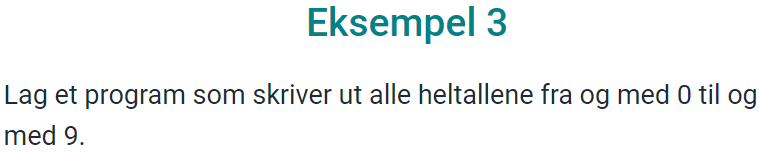 Eksempel 3
Lag et program som skriver ut alle heltallene fra og med 0 til og
med 9.